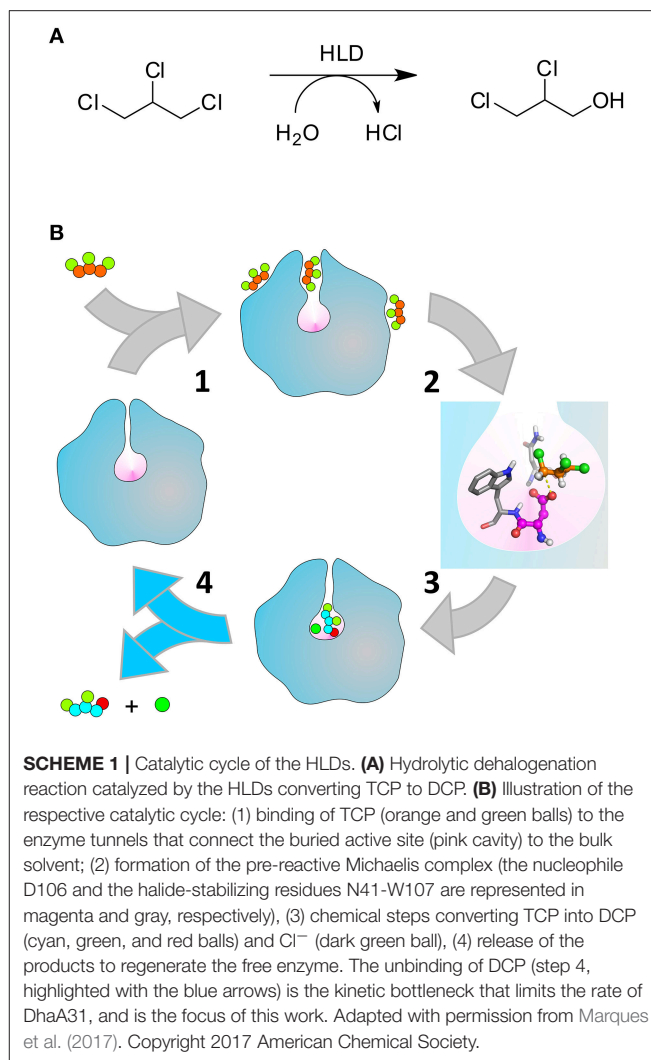 A
Cl
Cl
Cl
HLD
H₂O
HCl
Cl
Cl
OH
B
1
2
3
4
+
SCHEME 1 | Catalytic cycle of the HLDs. (A) Hydrolytic dehalogenation
reaction catalyzed by the HLDs converting TCP to DCP. (B) Illustration of the
respective catalytic cycle: (1) binding of TCP (orange and green balls) to the
enzyme tunnels that connect the buried active site (pink cavity) to the bulk
solvent; (2) formation of the pre-reactive Michaelis complex (the nucleophile
D106 and the halide-stabilizing residues N41-W107 are represented in
magenta and gray, respectively), (3) chemical steps converting TCP into DCP
(cyan, green, and red balls) and Cl⁻ (dark green ball), (4) release of the
products to regenerate the free enzyme. The unbinding of DCP (step 4,
highlighted with the blue arrows) is the kinetic bottleneck that limits the rate of
DhaA31, and is the focus of this work. Adapted with permission from Marques
et al. (2017). Copyright 2017 American Chemical Society.